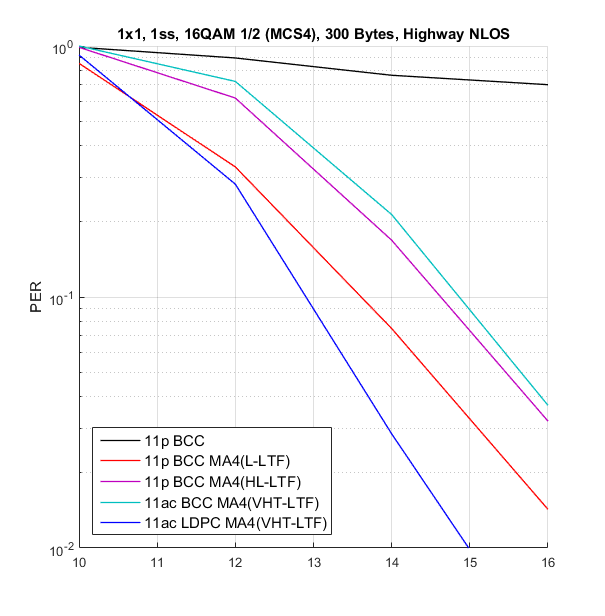 1x1, 1ss, 16QAM 1/2 (MCS4), 300 Bytes, Highway NLOS
10^0
10^-1
10^-2
PER
11p BCC
11p BCC MA4(L-LTF)
11p BCC MA4(HL-LTF)
11ac BCC MA4(VHT-LTF)
11ac LDPC MA4(VHT-LTF)
10 11 12 13 14 15 16